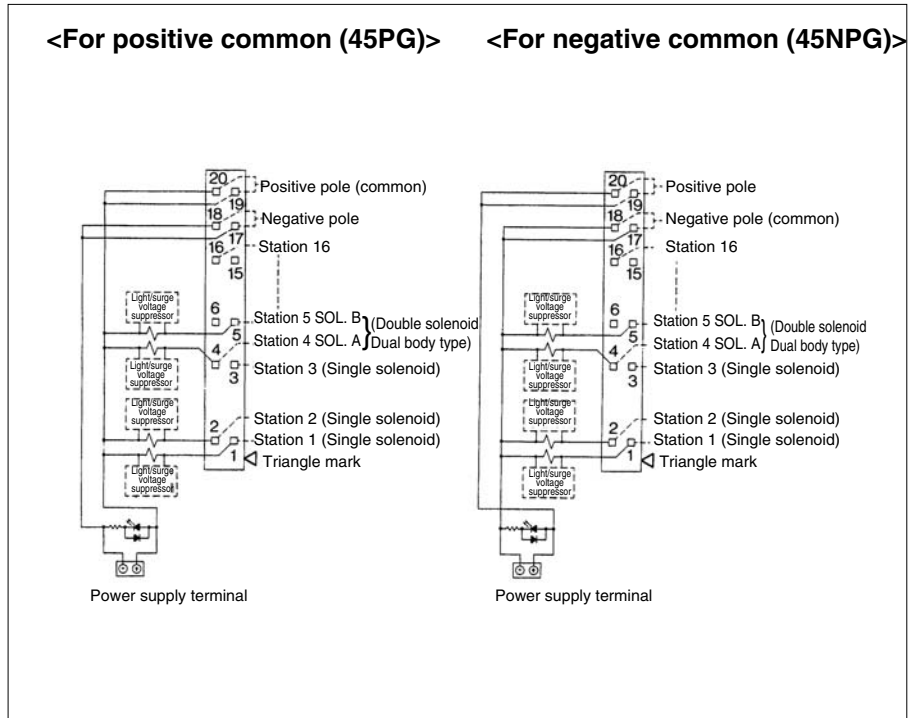 <For positive common (45PG)>
20
Positive pole (common)
19
18
Negative pole
17
16
Station 16
15
Light/surge voltage suppressor
6
Station 5 SOL. B
5
(Double solenoid
Station 4 SOL. A
Dual body type)
4
Station 3 (Single solenoid)
3
Light/surge voltage suppressor
Light/surge voltage suppressor
Station 2 (Single solenoid)
2
Station 1 (Single solenoid)
1
Triangle mark
Light/surge voltage suppressor
Power supply terminal
<For negative common (45NPG)>
20
Positive pole
19
18
Negative pole (common)
17
16
Station 16
15
Light/surge voltage suppressor
6
Station 5 SOL. B
5
(Double solenoid
Station 4 SOL. A
Dual body type)
4
Station 3 (Single solenoid)
3
Light/surge voltage suppressor
Light/surge voltage suppressor
Station 2 (Single solenoid)
2
Station 1 (Single solenoid)
1
Triangle mark
Light/surge voltage suppressor
Power supply terminal